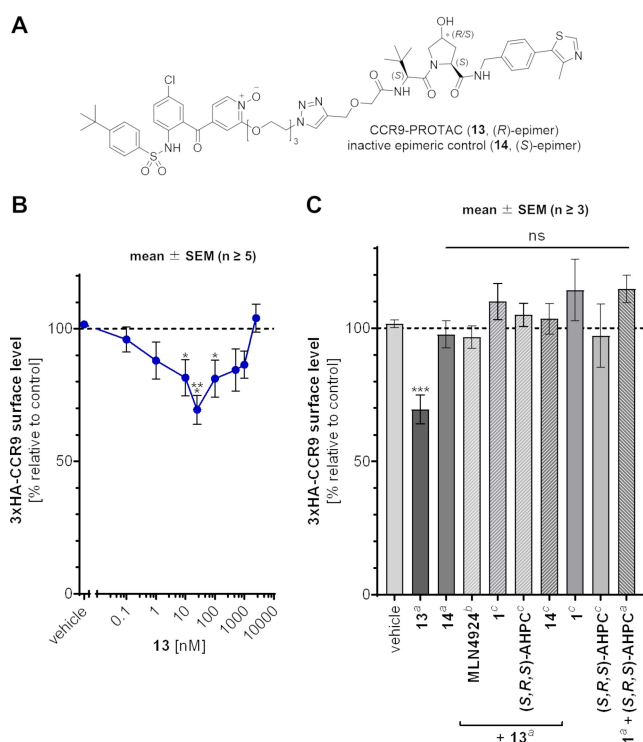 A
OH
* (R/S)
(S)
(S)
N
O
HN
O
O
NH
S
N
Cl
O⁻
N⁺
N=N
N
O
O
O
3
NH
S
O O
CCR9-PROTAC (13, (R)-epimer)
inactive epimeric control (14, (S)-epimer)
B
mean ± SEM (n ≥ 5)
3xHA-CCR9 surface level
[% relative to control]
100
50
0
*
**
*
*
vehicle
0.1
1
10
100
1000
10000
13 [nM]
C
mean ± SEM (n ≥ 3)
ns
3xHA-CCR9 surface level
[% relative to control]
100
50
0
***
vehicle
13ᵃ
14ᵃ
MLN4924ᵇ
1ᶜ
(S,R,S)-AHPCᶜ
14ᶜ
1ᶜ
(S,R,S)-AHPCᶜ
1ᵃ + (S,R,S)-AHPCᵃ
+ 13ᵃ